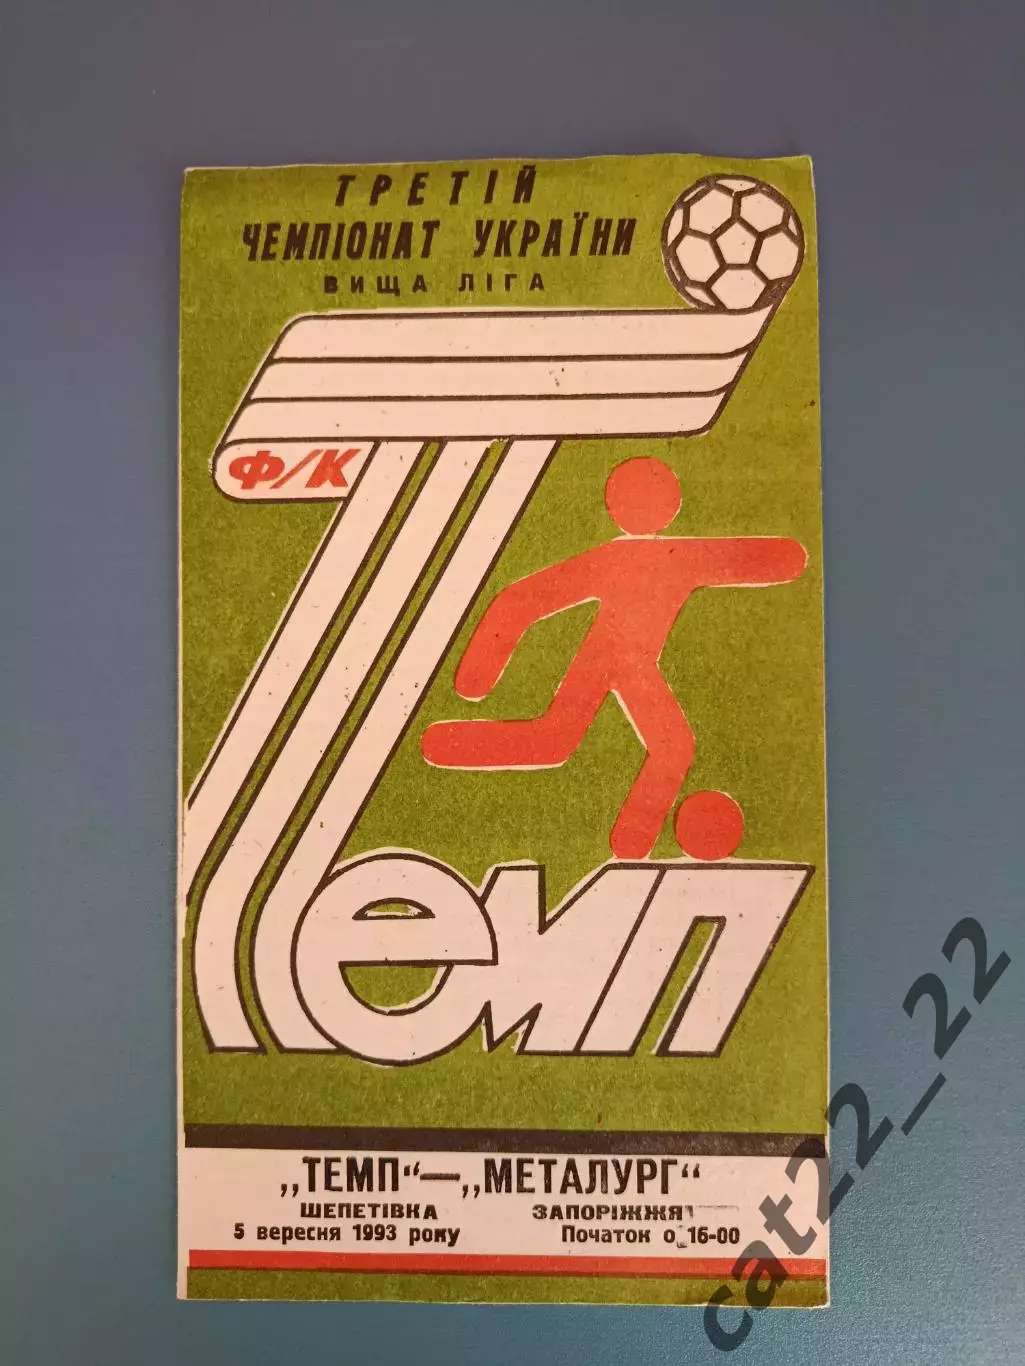 ТРЕТІЙ
ЧЕМПІОНАТ УКРАЇНИ
ВИЩА ЛІГА
Ф/К
Темп
„ТЕМП“—„МЕТАЛУРГ“
ШЕПЕТІВКА ЗАПОРІЖЖЯ
5 вересня 1993 року Початок о 16-00
cat22_22